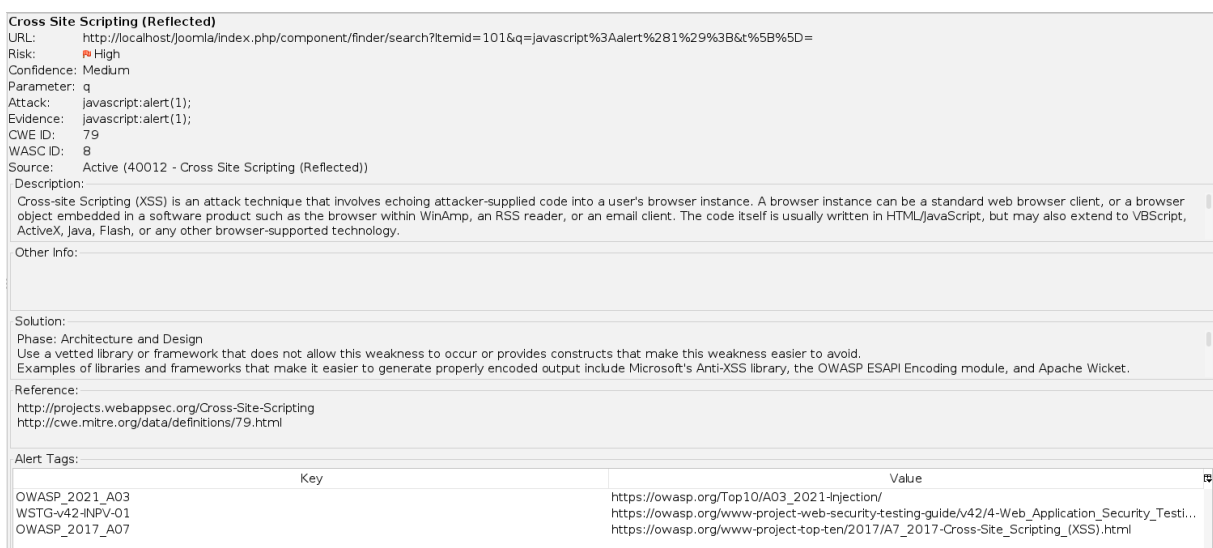 Cross Site Scripting (Reflected)
URL: http://localhost/Joomla/index.php/component/finder/search?Itemid=101&q=javascript%3Aalert%281%29%3B&t%5B%5D=
Risk: High
Confidence: Medium
Parameter: q
Attack: javascript:alert(1);
Evidence: javascript:alert(1);
CWE ID: 79
WASC ID: 8
Source: Active (40012 - Cross Site Scripting (Reflected))
Description:
Cross-site Scripting (XSS) is an attack technique that involves echoing attacker-supplied code into a user's browser instance. A browser instance can be a standard web browser client, or a browser
object embedded in a software product such as the browser within WinAmp, an RSS reader, or an email client. The code itself is usually written in HTML/JavaScript, but may also extend to VBScript,
ActiveX, Java, Flash, or any other browser-supported technology.
Other Info:
Solution:
Phase: Architecture and Design
Use a vetted library or framework that does not allow this weakness to occur or provides constructs that make this weakness easier to avoid.
Examples of libraries and frameworks that make it easier to generate properly encoded output include Microsoft's Anti-XSS library, the OWASP ESAPI Encoding module, and Apache Wicket.
Reference:
http://projects.webappsec.org/Cross-Site-Scripting
http://cwe.mitre.org/data/definitions/79.html
Alert Tags:
Key Value
OWASP_2021_A03 https://owasp.org/Top10/A03_2021-Injection/
WSTG-v42-INPV-01 https://owasp.org/www-project-web-security-testing-guide/v42/4-Web_Application_Security_Testi...
OWASP_2017_A07 https://owasp.org/www-project-top-ten/2017/A7_2017-Cross-Site_Scripting_(XSS).html